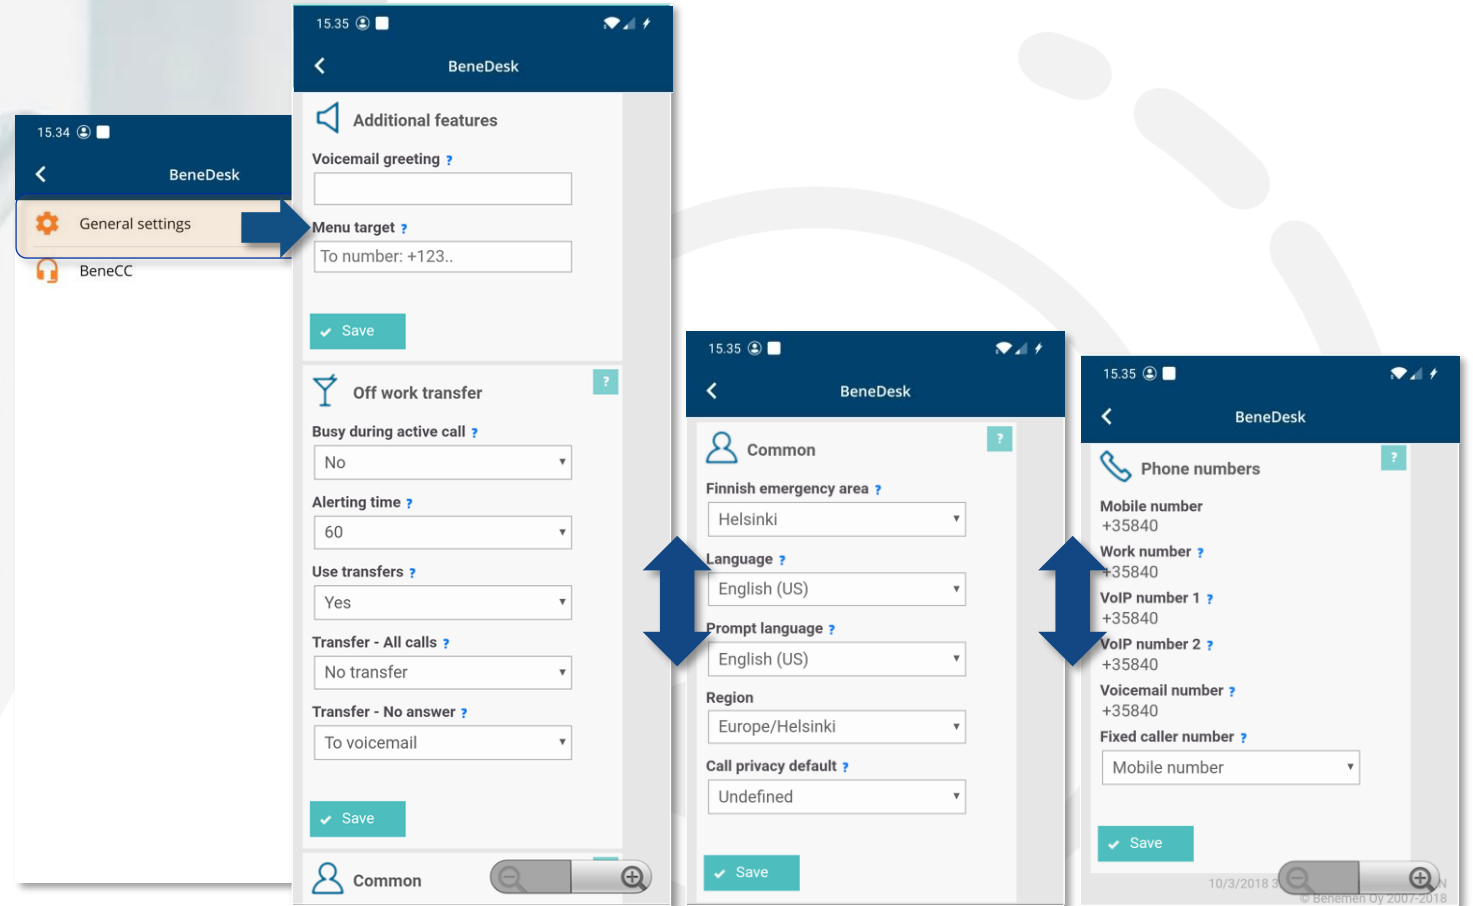 15.34
BeneDesk
General settings
BeneCC
15.35
BeneDesk
Additional features
Voicemail greeting ?
Menu target ?
To number: +123..
Save
Off work transfer
?
Busy during active call ?
No
Alerting time ?
60
Use transfers ?
Yes
Transfer - All calls ?
No transfer
Transfer - No answer ?
To voicemail
Save
Common
15.35
BeneDesk
Common
?
Finnish emergency area ?
Helsinki
Language ?
English (US)
Prompt language ?
English (US)
Region
Europe/Helsinki
Call privacy default ?
Undefined
Save
15.35
BeneDesk
Phone numbers
?
Mobile number
+35840
Work number ?
+35840
VoIP number 1 ?
+35840
VoIP number 2 ?
+35840
Voicemail number ?
+35840
Fixed caller number ?
Mobile number
Save
10/3/2018 3
© Benemen Oy 2007-2018